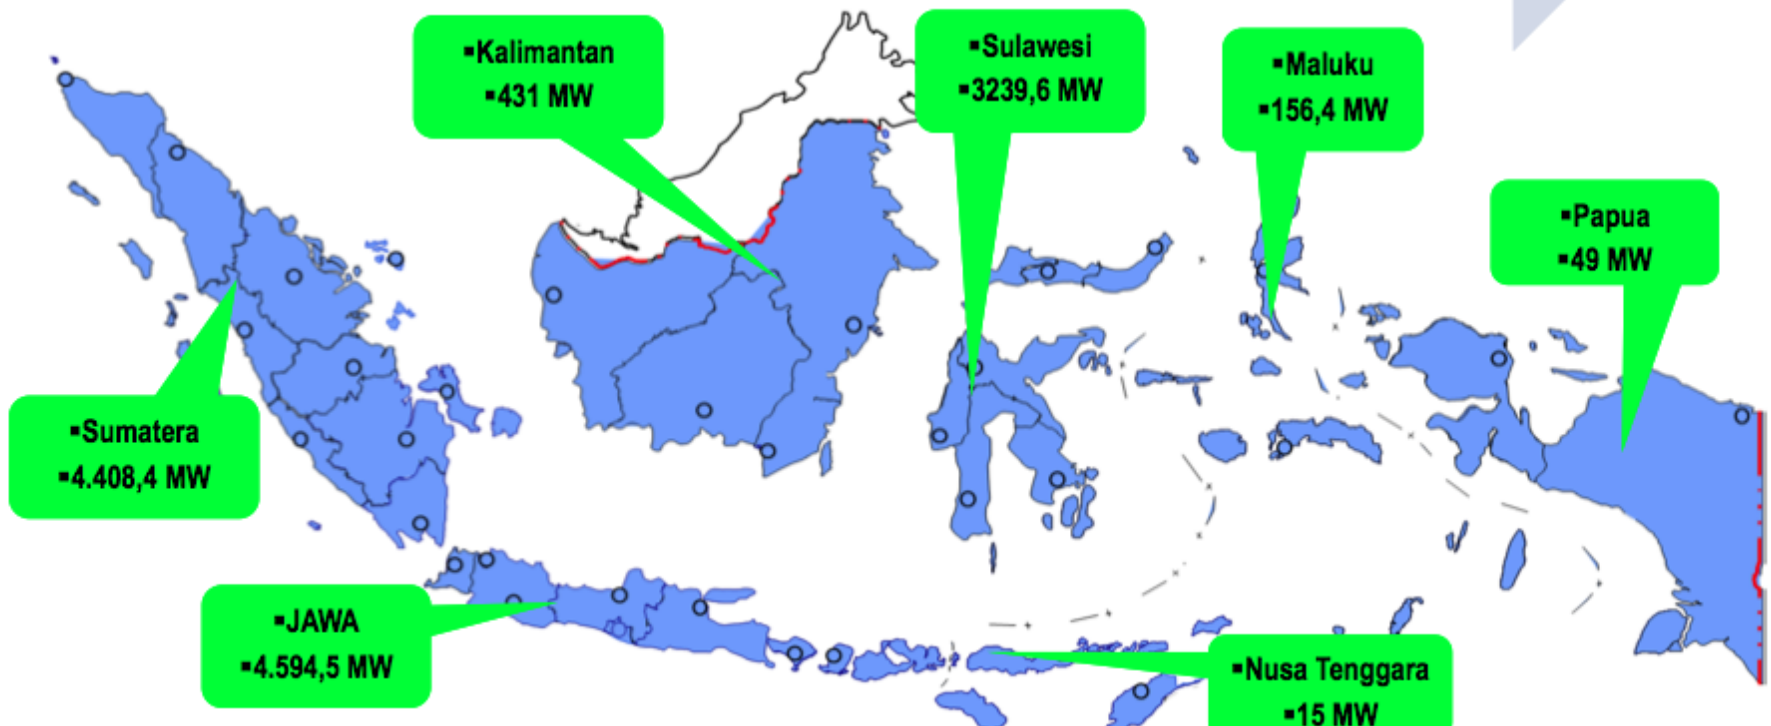 ▪Kalimantan
▪431 MW
▪Sulawesi
▪3239,6 MW
▪Maluku
▪156,4 MW
▪Papua
▪49 MW
▪Sumatera
▪4.408,4 MW
▪JAWA
▪4.594,5 MW
▪Nusa Tenggara
▪15 MW